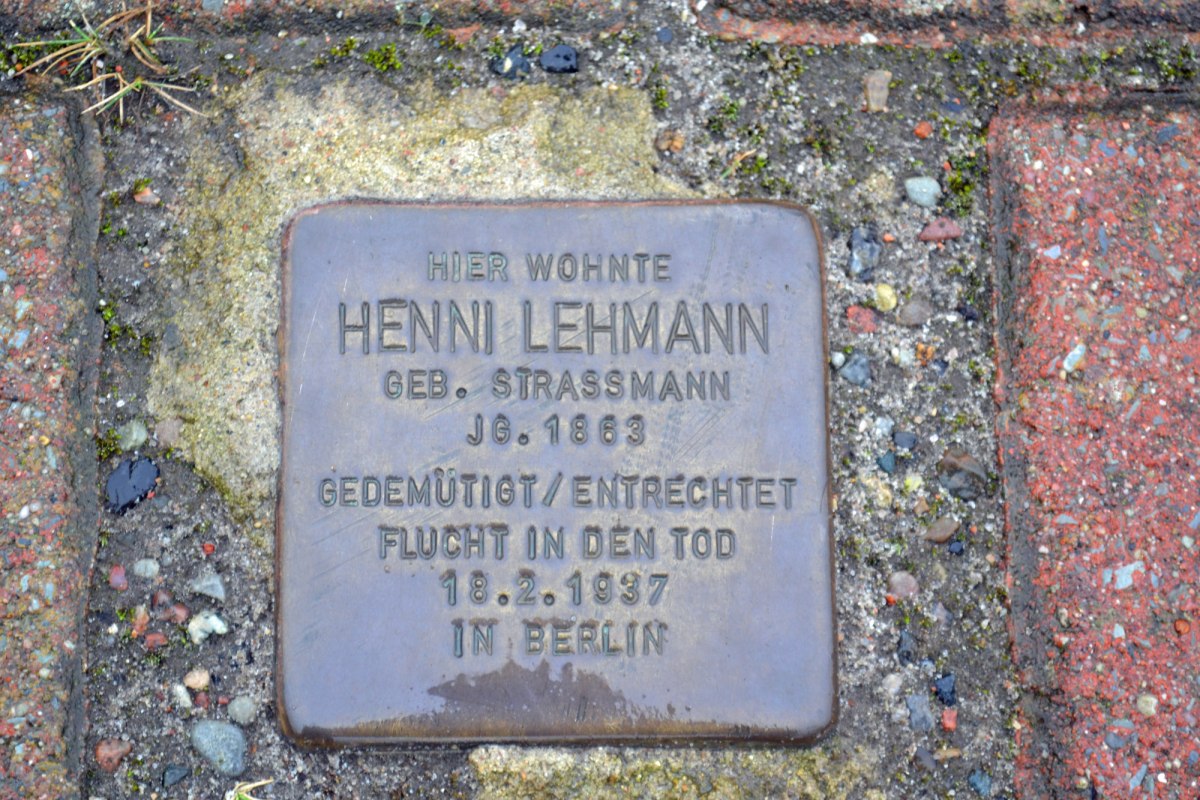 HIER WOHNTE
HENNI LEHMANN
GEB. STRASSMANN
JG. 1863
GEDEMÜTIGT/ENTRECHTET
FLUCHT IN DEN TOD
18.2.1937
IN BERLIN